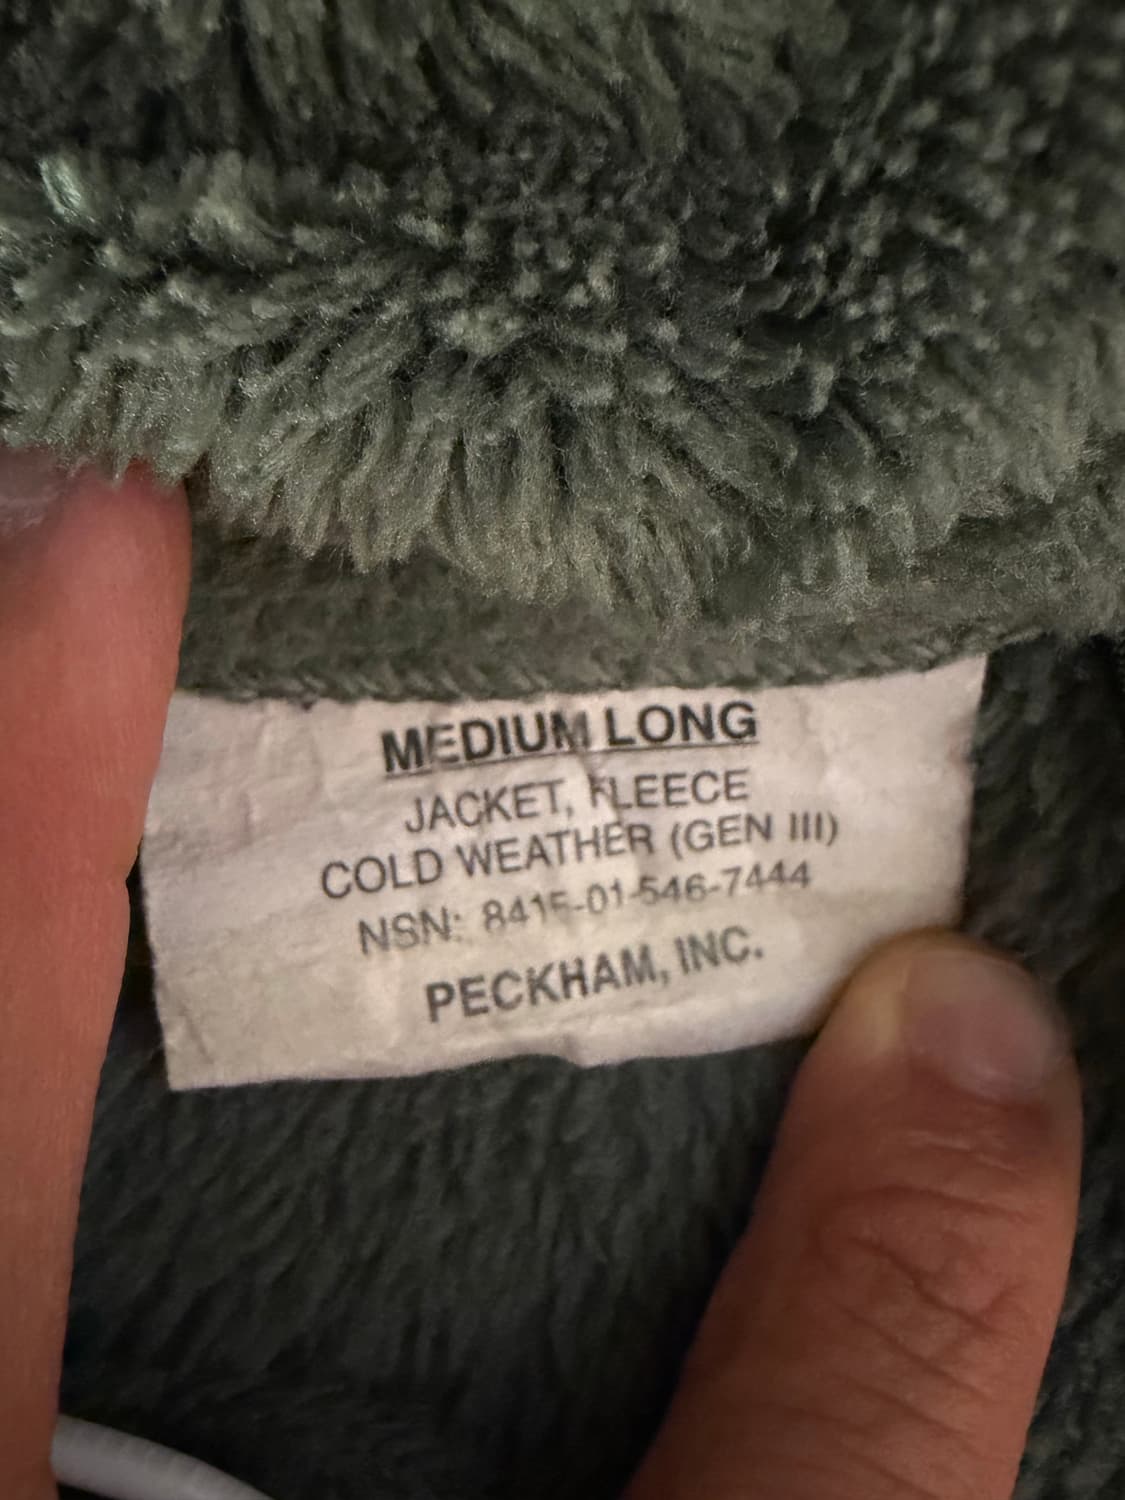 MEDIUM LONG
JACKET, FLEECE
COLD WEATHER (GEN III)
NSN: 8415-01-546-7444
PECKHAM, INC.